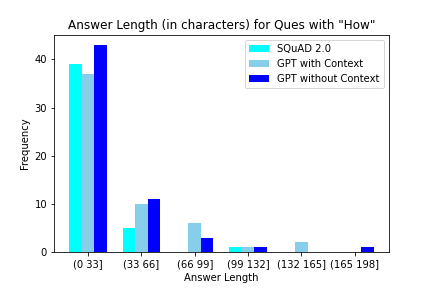 Answer Length (in characters) for Ques with "How"
SQuAD 2.0
GPT with Context
GPT without Context
Frequency
40
30
20
10
0
(0 33] (33 66] (66 99] (99 132] (132 165] (165 198]
Answer Length